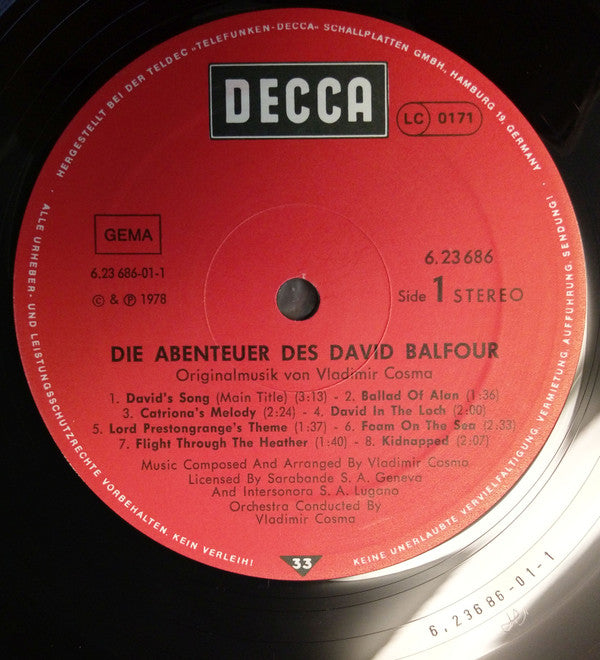 HERGESTELLT BEI DER TELDEC »TELEFUNKEN-DECCA« SCHALLPLATTEN GMBH., HAMBURG 19, GERMANY ·
DECCA
LC 0171
GEMA
6.23 686-01-1
© & ℗ 1978
6.23686
Side 1 STEREO
DIE ABENTEUER DES DAVID BALFOUR
Originalmusik von Vladimir Cosma
1. David's Song (Main Title) (3:13) - 2. Ballad Of Alan (1:36)
3. Catriona's Melody (2:24) - 4. David In The Loch (2:00)
5. Lord Prestongrange's Theme (1:37) - 6. Foam On The Sea (2.33)
7. Flight Through The Heather (1:40) - 8. Kidnapped (2:07)
Music Composed And Arranged By Vladimir Cosma
Licensed By Sarabande S. A. Geneva
And Intersonora S. A. Lugano
Orchestra Conducted By
Vladimir Cosma
33
ALLE URHEBER- UND LEISTUNGSSCHUTZRECHTE VORBEHALTEN. KEIN VERLEIH!
KEINE UNERLAUBTE VERVIELFÄLTIGUNG, VERMIETUNG, AUFFÜHRUNG, SENDUNG! ·
6.23686-01-1